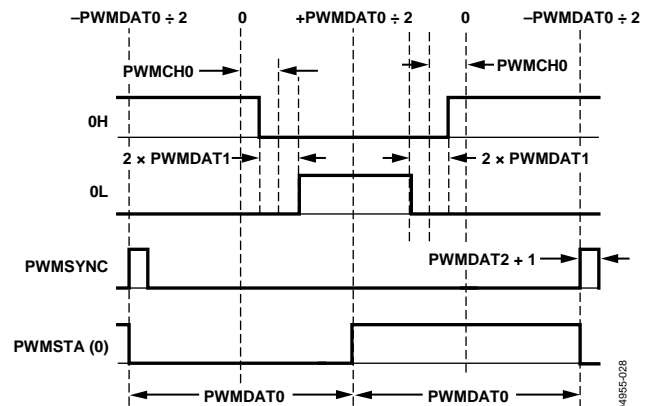 –PWMDAT0 ÷ 2 0 +PWMDAT0 ÷ 2 0 –PWMDAT0 ÷ 2
PWMCH0 PWMCH0
0H
2 × PWMDAT1 2 × PWMDAT1
0L
PWMSYNC PWMDAT2 + 1
PWMSTA (0)
PWMDAT0 PWMDAT0
4955-028